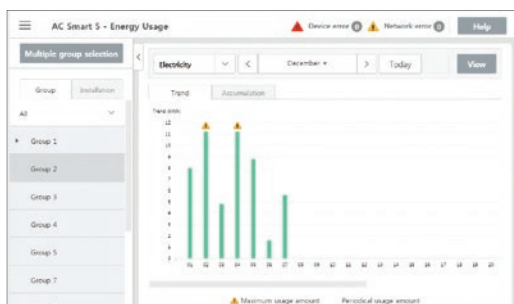 AC Smart 5 - Energy Usage
Device error 0
Network error 0
Help
Multiple group selection
Group
Installation
All
Group 1
Group 2
Group 3
Group 4
Group 5
Group 7
Electricity
<
December
>
Today
View
Trend
Accumulation
12
11
10
9
8
7
6
5
4
3
2
1
0
01 02 03 04 05 06 07 08 09 10 11 12 13 14 15 16 17 18 19 20
Maximum usage amount
Periodical usage amount